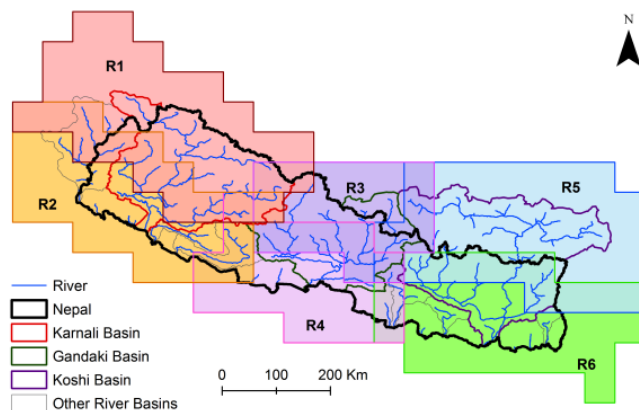 N
R1
R3
R5
R2
River
Nepal
Karnali Basin
Gandaki Basin
Koshi Basin
Other River Basins
R4
R6
0 100 200 Km